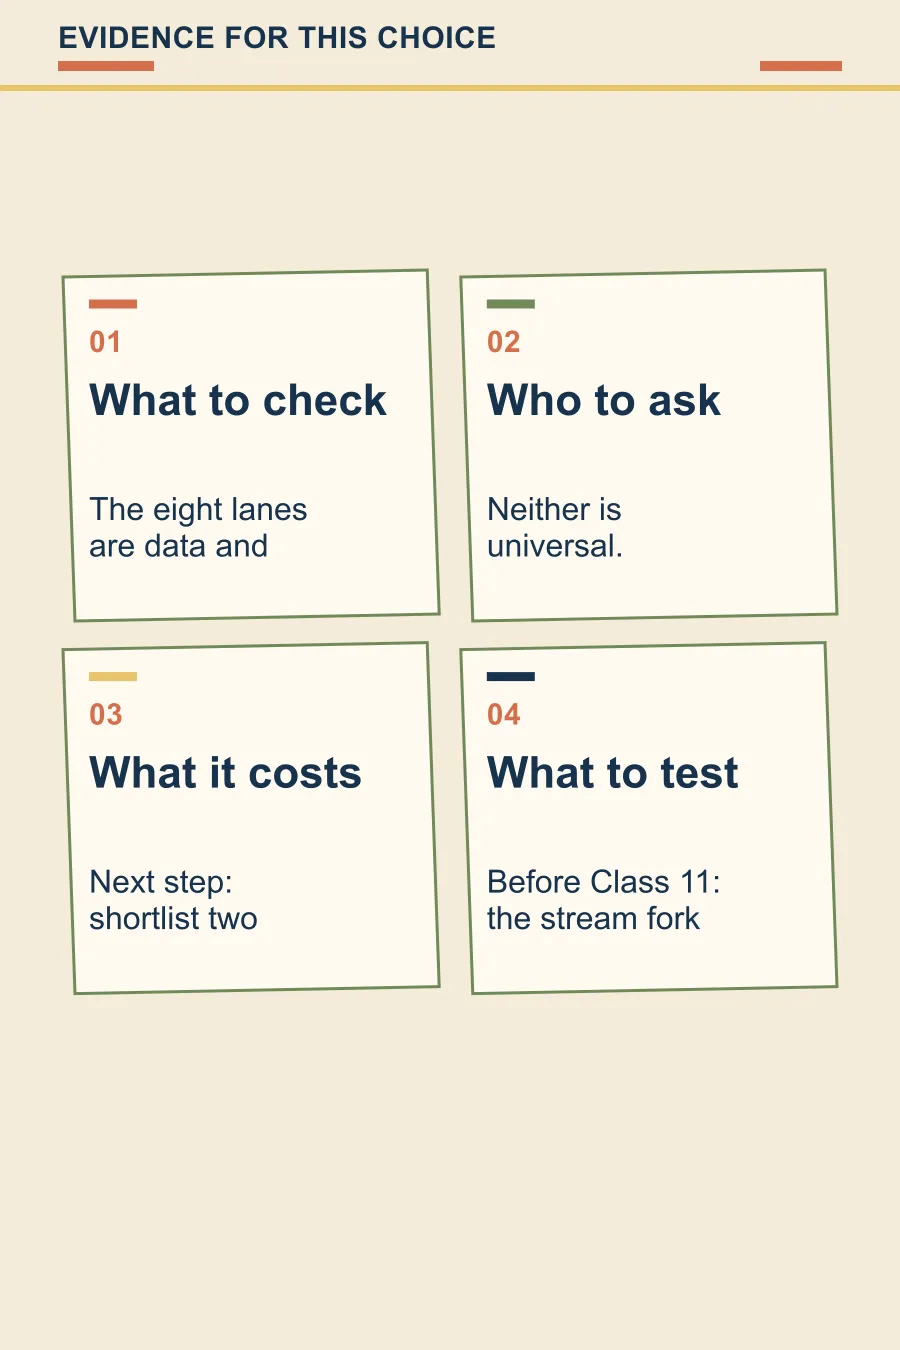 EVIDENCE FOR THIS CHOICE
01
What to check
The eight lanes
are data and
02
Who to ask
Neither is
universal.
03
What it costs
Next step:
shortlist two
04
What to test
Before Class 11:
the stream fork